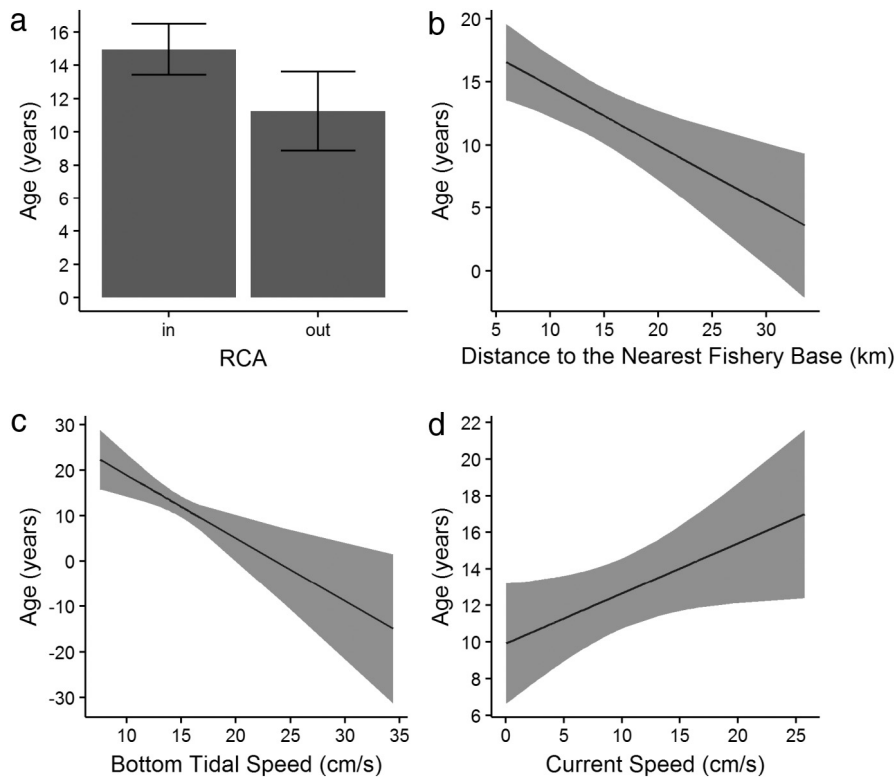 a
Age (years)
16
14
12
10
8
6
4
2
0
in out
RCA
b
Age (years)
20
15
10
5
0
5 10 15 20 25 30
Distance to the Nearest Fishery Base (km)
c
Age (years)
30
20
10
0
-10
-20
-30
10 15 20 25 30 35
Bottom Tidal Speed (cm/s)
d
Age (years)
22
20
18
16
14
12
10
8
6
0 5 10 15 20 25
Current Speed (cm/s)